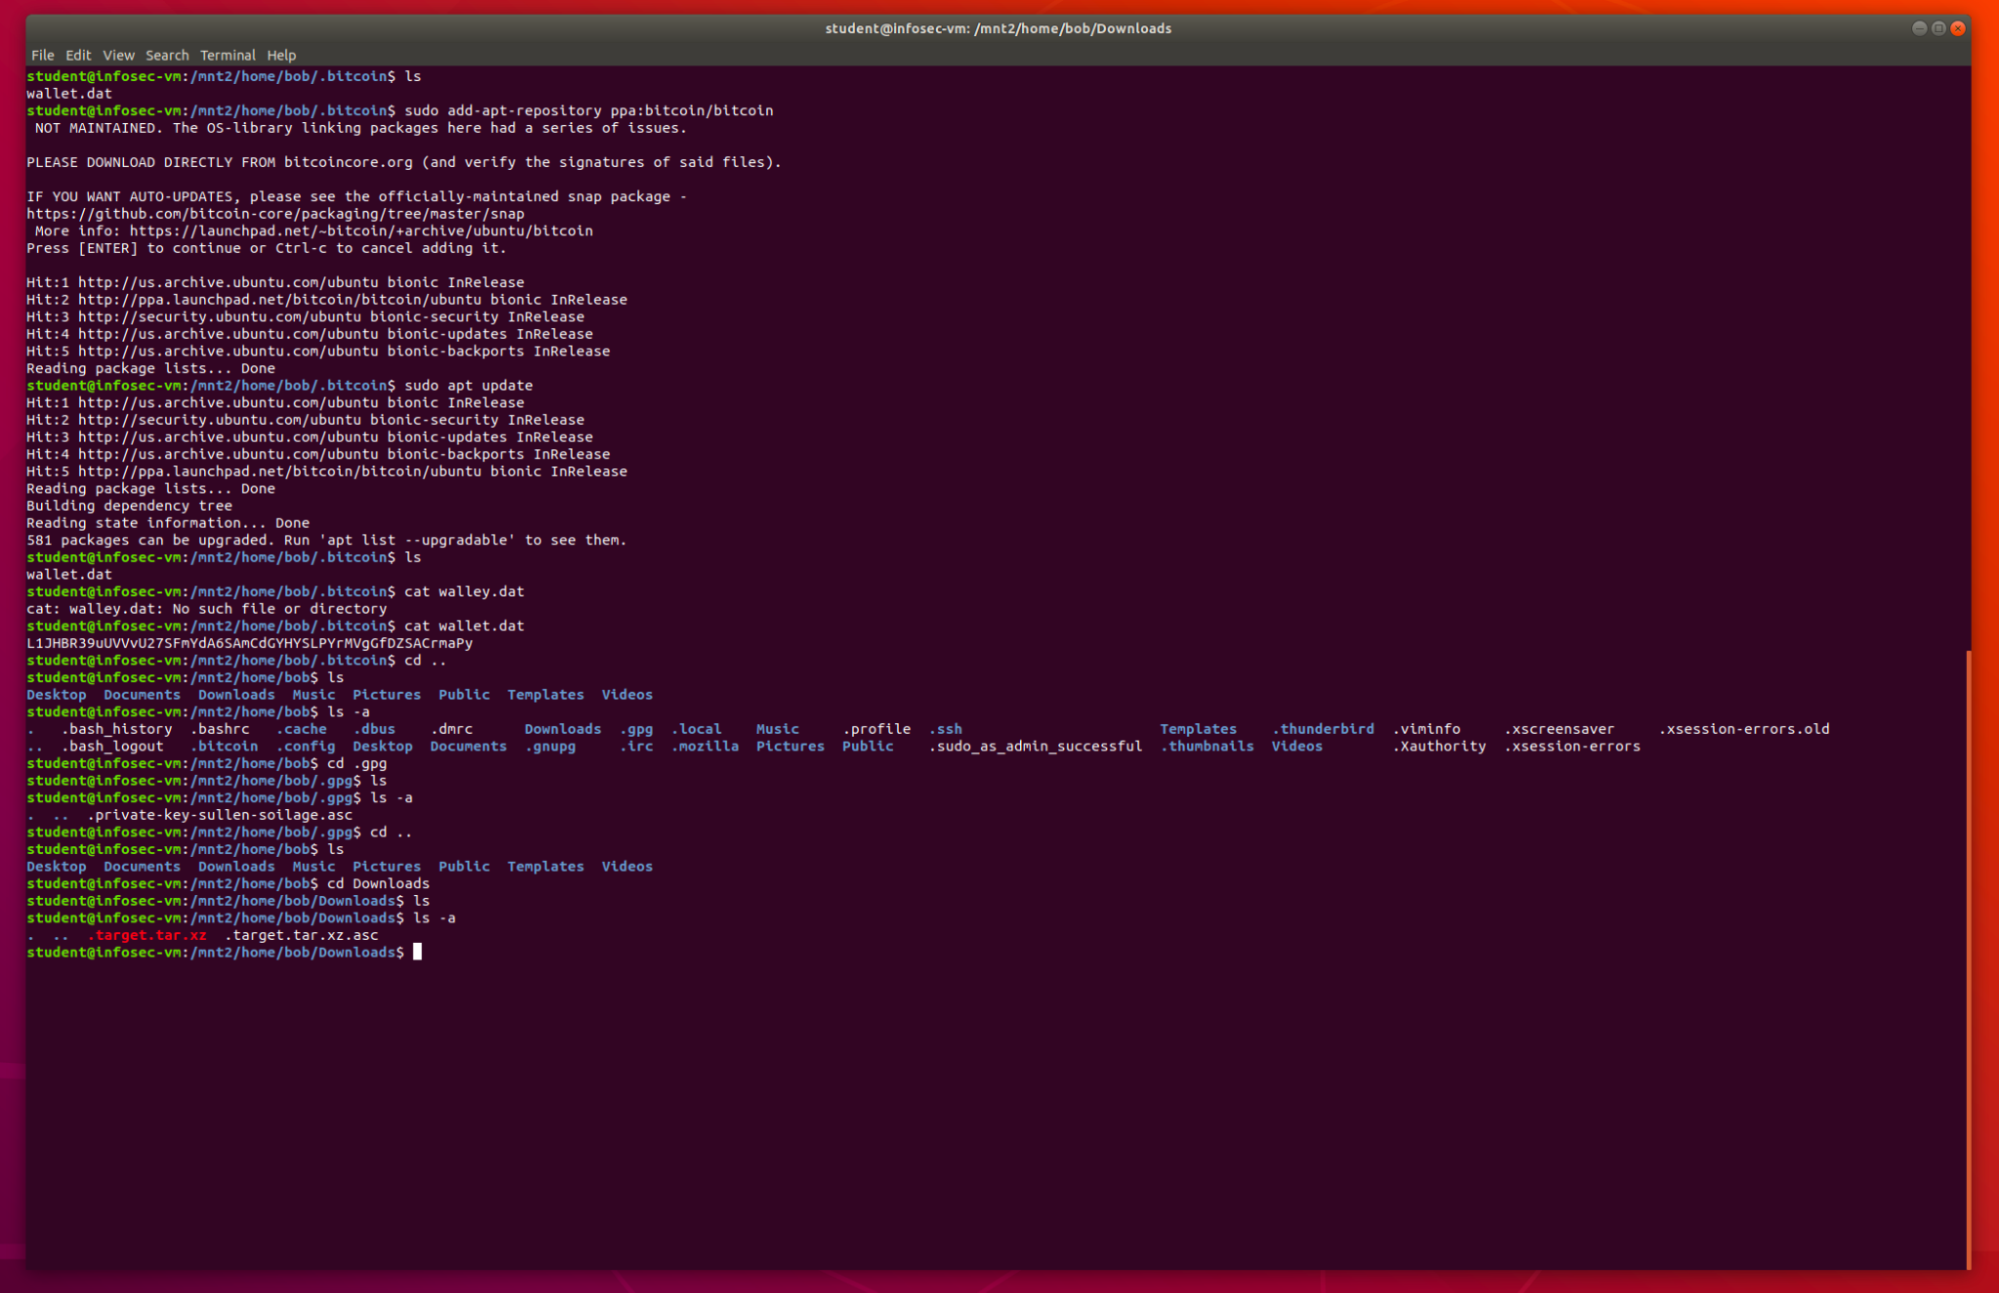 student@infosec-vm: /mnt2/home/bob/Downloads
File Edit View Search Terminal Help
student@infosec-vm:/mnt2/home/bob/.bitcoin$ ls
wallet.dat
student@infosec-vm:/mnt2/home/bob/.bitcoin$ sudo add-apt-repository ppa:bitcoin/bitcoin
 NOT MAINTAINED. The OS-library linking packages here had a series of issues.

PLEASE DOWNLOAD DIRECTLY FROM bitcoincore.org (and verify the signatures of said files).

IF YOU WANT AUTO-UPDATES, please see the officially-maintained snap package -
https://github.com/bitcoin-core/packaging/tree/master/snap
 More info: https://launchpad.net/~bitcoin/+archive/ubuntu/bitcoin
Press [ENTER] to continue or Ctrl-c to cancel adding it.

Hit:1 http://us.archive.ubuntu.com/ubuntu bionic InRelease
Hit:2 http://ppa.launchpad.net/bitcoin/bitcoin/ubuntu bionic InRelease
Hit:3 http://security.ubuntu.com/ubuntu bionic-security InRelease
Hit:4 http://us.archive.ubuntu.com/ubuntu bionic-updates InRelease
Hit:5 http://us.archive.ubuntu.com/ubuntu bionic-backports InRelease
Reading package lists... Done
student@infosec-vm:/mnt2/home/bob/.bitcoin$ sudo apt update
Hit:1 http://us.archive.ubuntu.com/ubuntu bionic InRelease
Hit:2 http://security.ubuntu.com/ubuntu bionic-security InRelease
Hit:3 http://us.archive.ubuntu.com/ubuntu bionic-updates InRelease
Hit:4 http://us.archive.ubuntu.com/ubuntu bionic-backports InRelease
Hit:5 http://ppa.launchpad.net/bitcoin/bitcoin/ubuntu bionic InRelease
Reading package lists... Done
Building dependency tree
Reading state information... Done
581 packages can be upgraded. Run 'apt list --upgradable' to see them.
student@infosec-vm:/mnt2/home/bob/.bitcoin$ ls
wallet.dat
student@infosec-vm:/mnt2/home/bob/.bitcoin$ cat walley.dat
cat: walley.dat: No such file or directory
student@infosec-vm:/mnt2/home/bob/.bitcoin$ cat wallet.dat
L1JHBR39uUVVvU27SFmYdA6SAmCdGYHYSLPYrMVgGfDZSACrmaPy
student@infosec-vm:/mnt2/home/bob/.bitcoin$ cd ..
student@infosec-vm:/mnt2/home/bob$ ls
Desktop Documents Downloads Music Pictures Public Templates Videos
student@infosec-vm:/mnt2/home/bob$ ls -a
. .bash_history .bashrc .cache .dbus .dmrc Downloads .gpg .local Music .profile .ssh Templates .thunderbird .viminfo .xscreensaver .xsession-errors.old
.. .bash_logout .bitcoin .config Desktop Documents .gnupg .irc .mozilla Pictures Public .sudo_as_admin_successful .thumbnails Videos .Xauthority .xsession-errors
student@infosec-vm:/mnt2/home/bob$ cd .gpg
student@infosec-vm:/mnt2/home/bob/.gpg$ ls
student@infosec-vm:/mnt2/home/bob/.gpg$ ls -a
. .. .private-key-sullen-soilage.asc
student@infosec-vm:/mnt2/home/bob/.gpg$ cd ..
student@infosec-vm:/mnt2/home/bob$ ls
Desktop Documents Downloads Music Pictures Public Templates Videos
student@infosec-vm:/mnt2/home/bob$ cd Downloads
student@infosec-vm:/mnt2/home/bob/Downloads$ ls
student@infosec-vm:/mnt2/home/bob/Downloads$ ls -a
. .. .target.tar.xz .target.tar.xz.asc
student@infosec-vm:/mnt2/home/bob/Downloads$